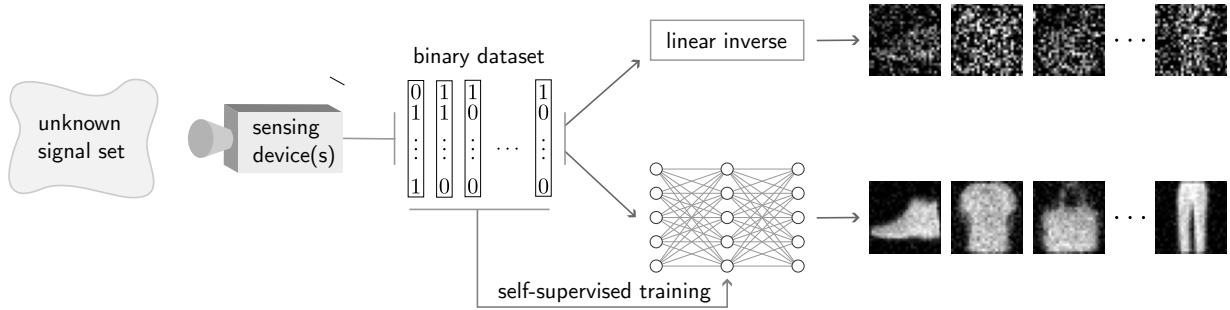 unknown
signal set
sensing
device(s)
binary dataset
0 1 1 1
1 1 0 0
⋮ ⋮ ⋮ ⋮
· · ·
1 0 0 0
linear inverse
· · ·
· · ·
self-supervised training